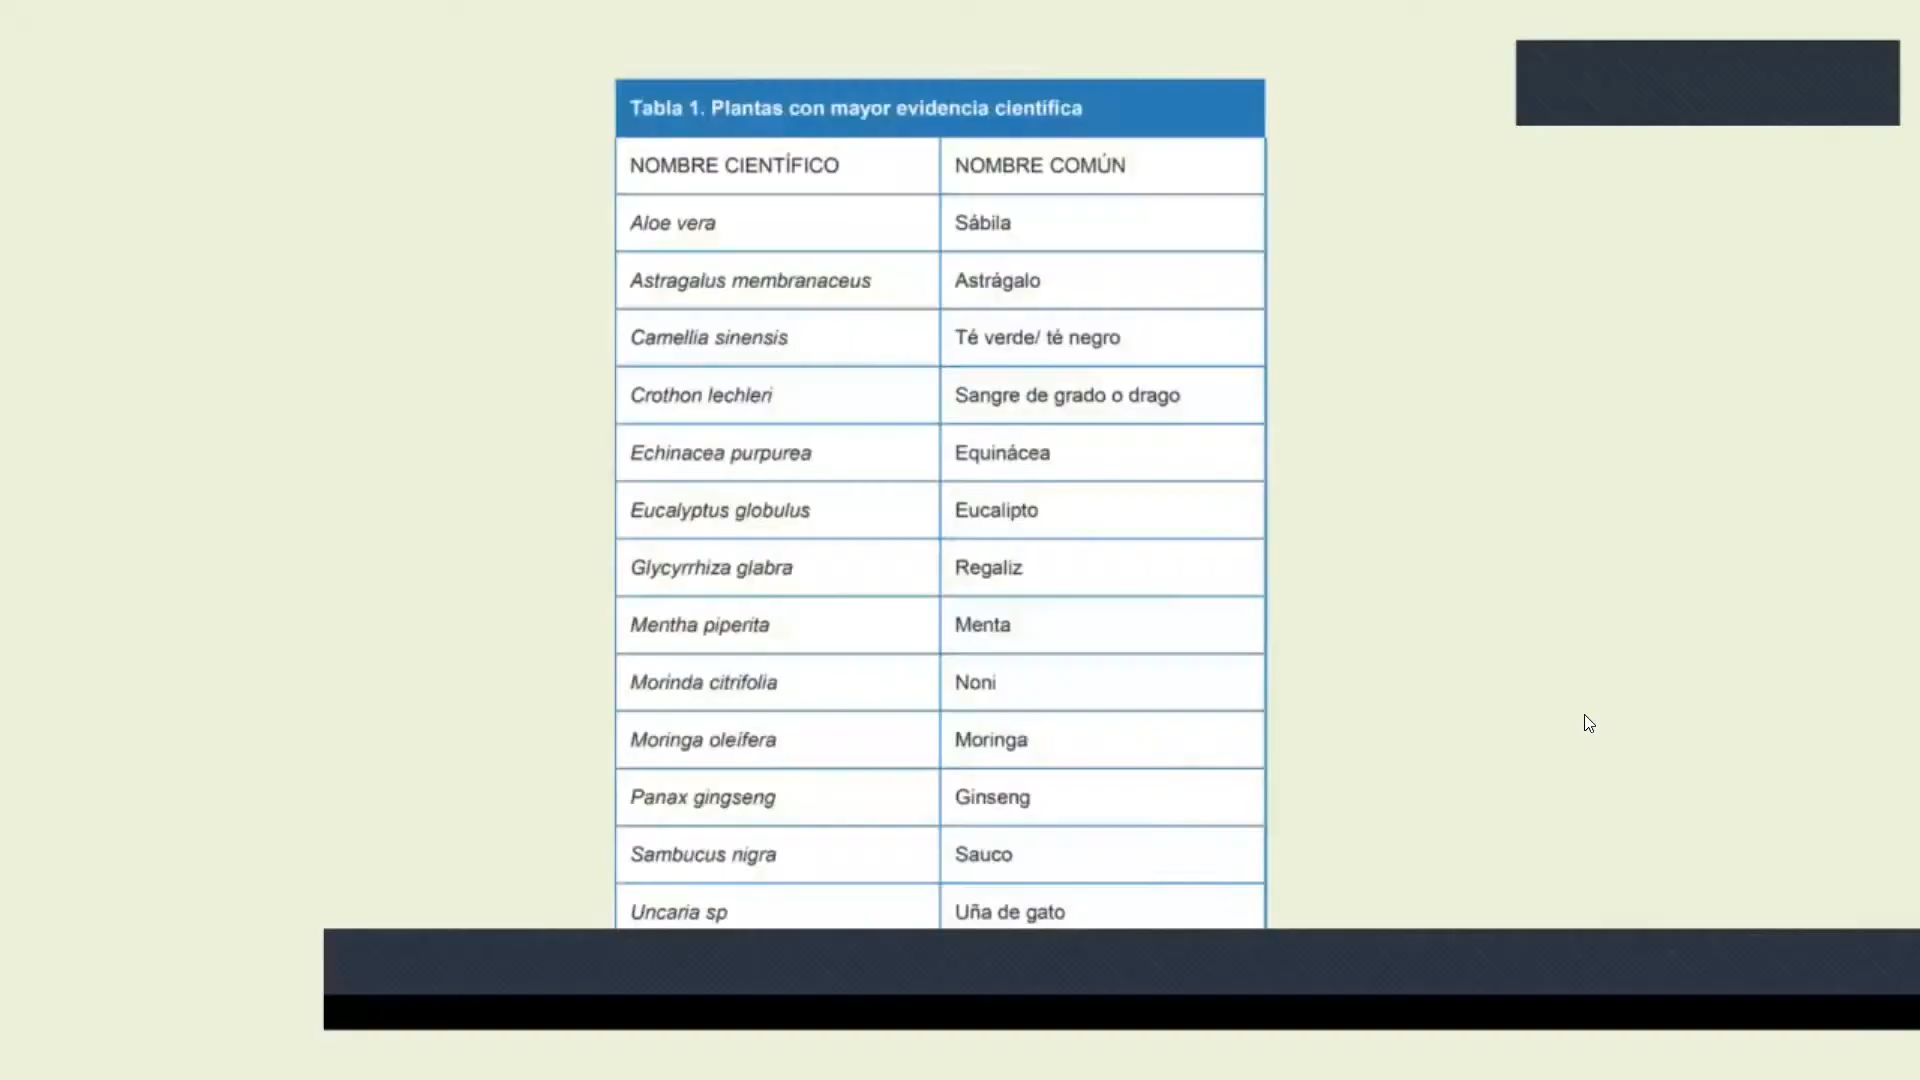 Tabla 1. Plantas con mayor evidencia científica
NOMBRE CIENTÍFICO NOMBRE COMÚN
Aloe vera Sábila
Astragalus membranaceus Astrágalo
Camellia sinensis Té verde/ té negro
Crothon lechleri Sangre de grado o drago
Echinacea purpurea Equinácea
Eucalyptus globulus Eucalipto
Glycyrrhiza glabra Regaliz
Mentha piperita Menta
Morinda citrifolia Noni
Moringa oleifera Moringa
Panax gingseng Ginseng
Sambucus nigra Sauco
Uncaria sp Uña de gato